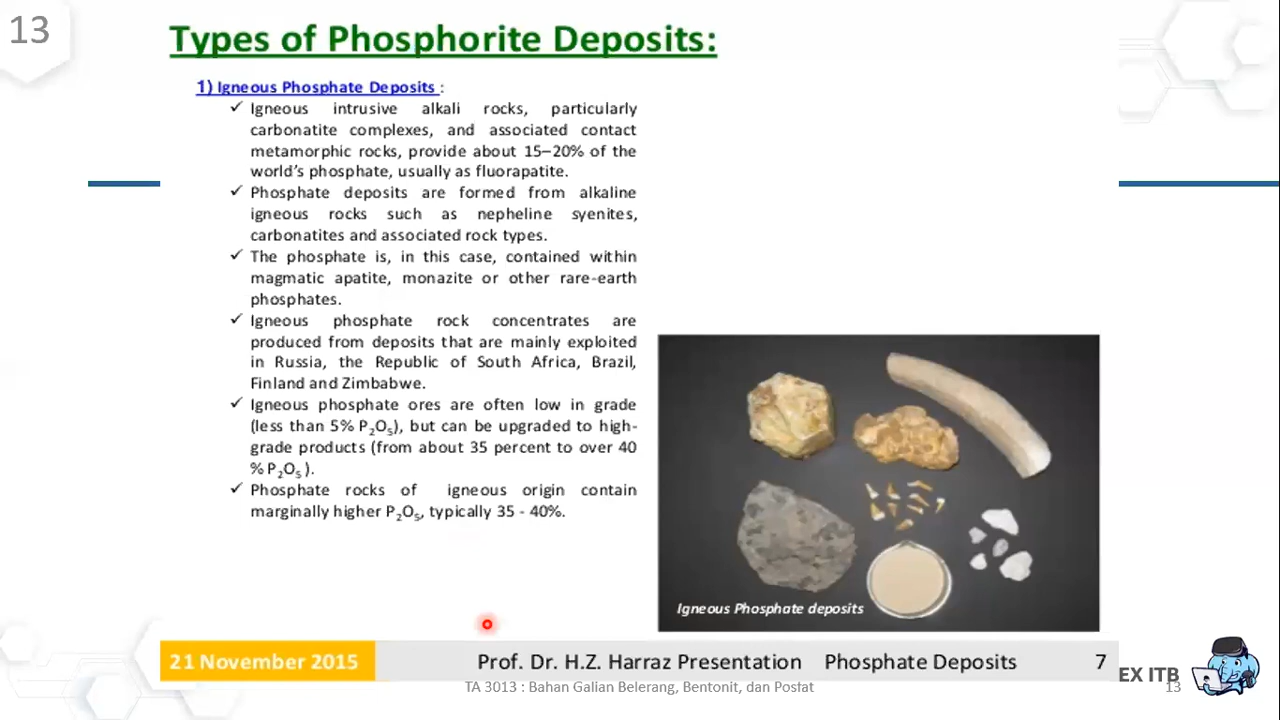 13
Types of Phosphorite Deposits:
1) Igneous Phosphate Deposits :
✓ Igneous intrusive alkali rocks, particularly
carbonatite complexes, and associated contact
metamorphic rocks, provide about 15–20% of the
world's phosphate, usually as fluorapatite.
✓ Phosphate deposits are formed from alkaline
igneous rocks such as nepheline syenites,
carbonatites and associated rock types.
✓ The phosphate is, in this case, contained within
magmatic apatite, monazite or other rare-earth
phosphates.
✓ Igneous phosphate rock concentrates are
produced from deposits that are mainly exploited
in Russia, the Republic of South Africa, Brazil,
Finland and Zimbabwe.
✓ Igneous phosphate ores are often low in grade
(less than 5% P₂O₅), but can be upgraded to high-
grade products (from about 35 percent to over 40
% P₂O₅ ).
✓ Phosphate rocks of igneous origin contain
marginally higher P₂O₅, typically 35 - 40%.
Igneous Phosphate deposits
21 November 2015 Prof. Dr. H.Z. Harraz Presentation Phosphate Deposits 7
EX ITB
TA 3013 : Bahan Galian Belerang, Bentonit, dan Posfat 13